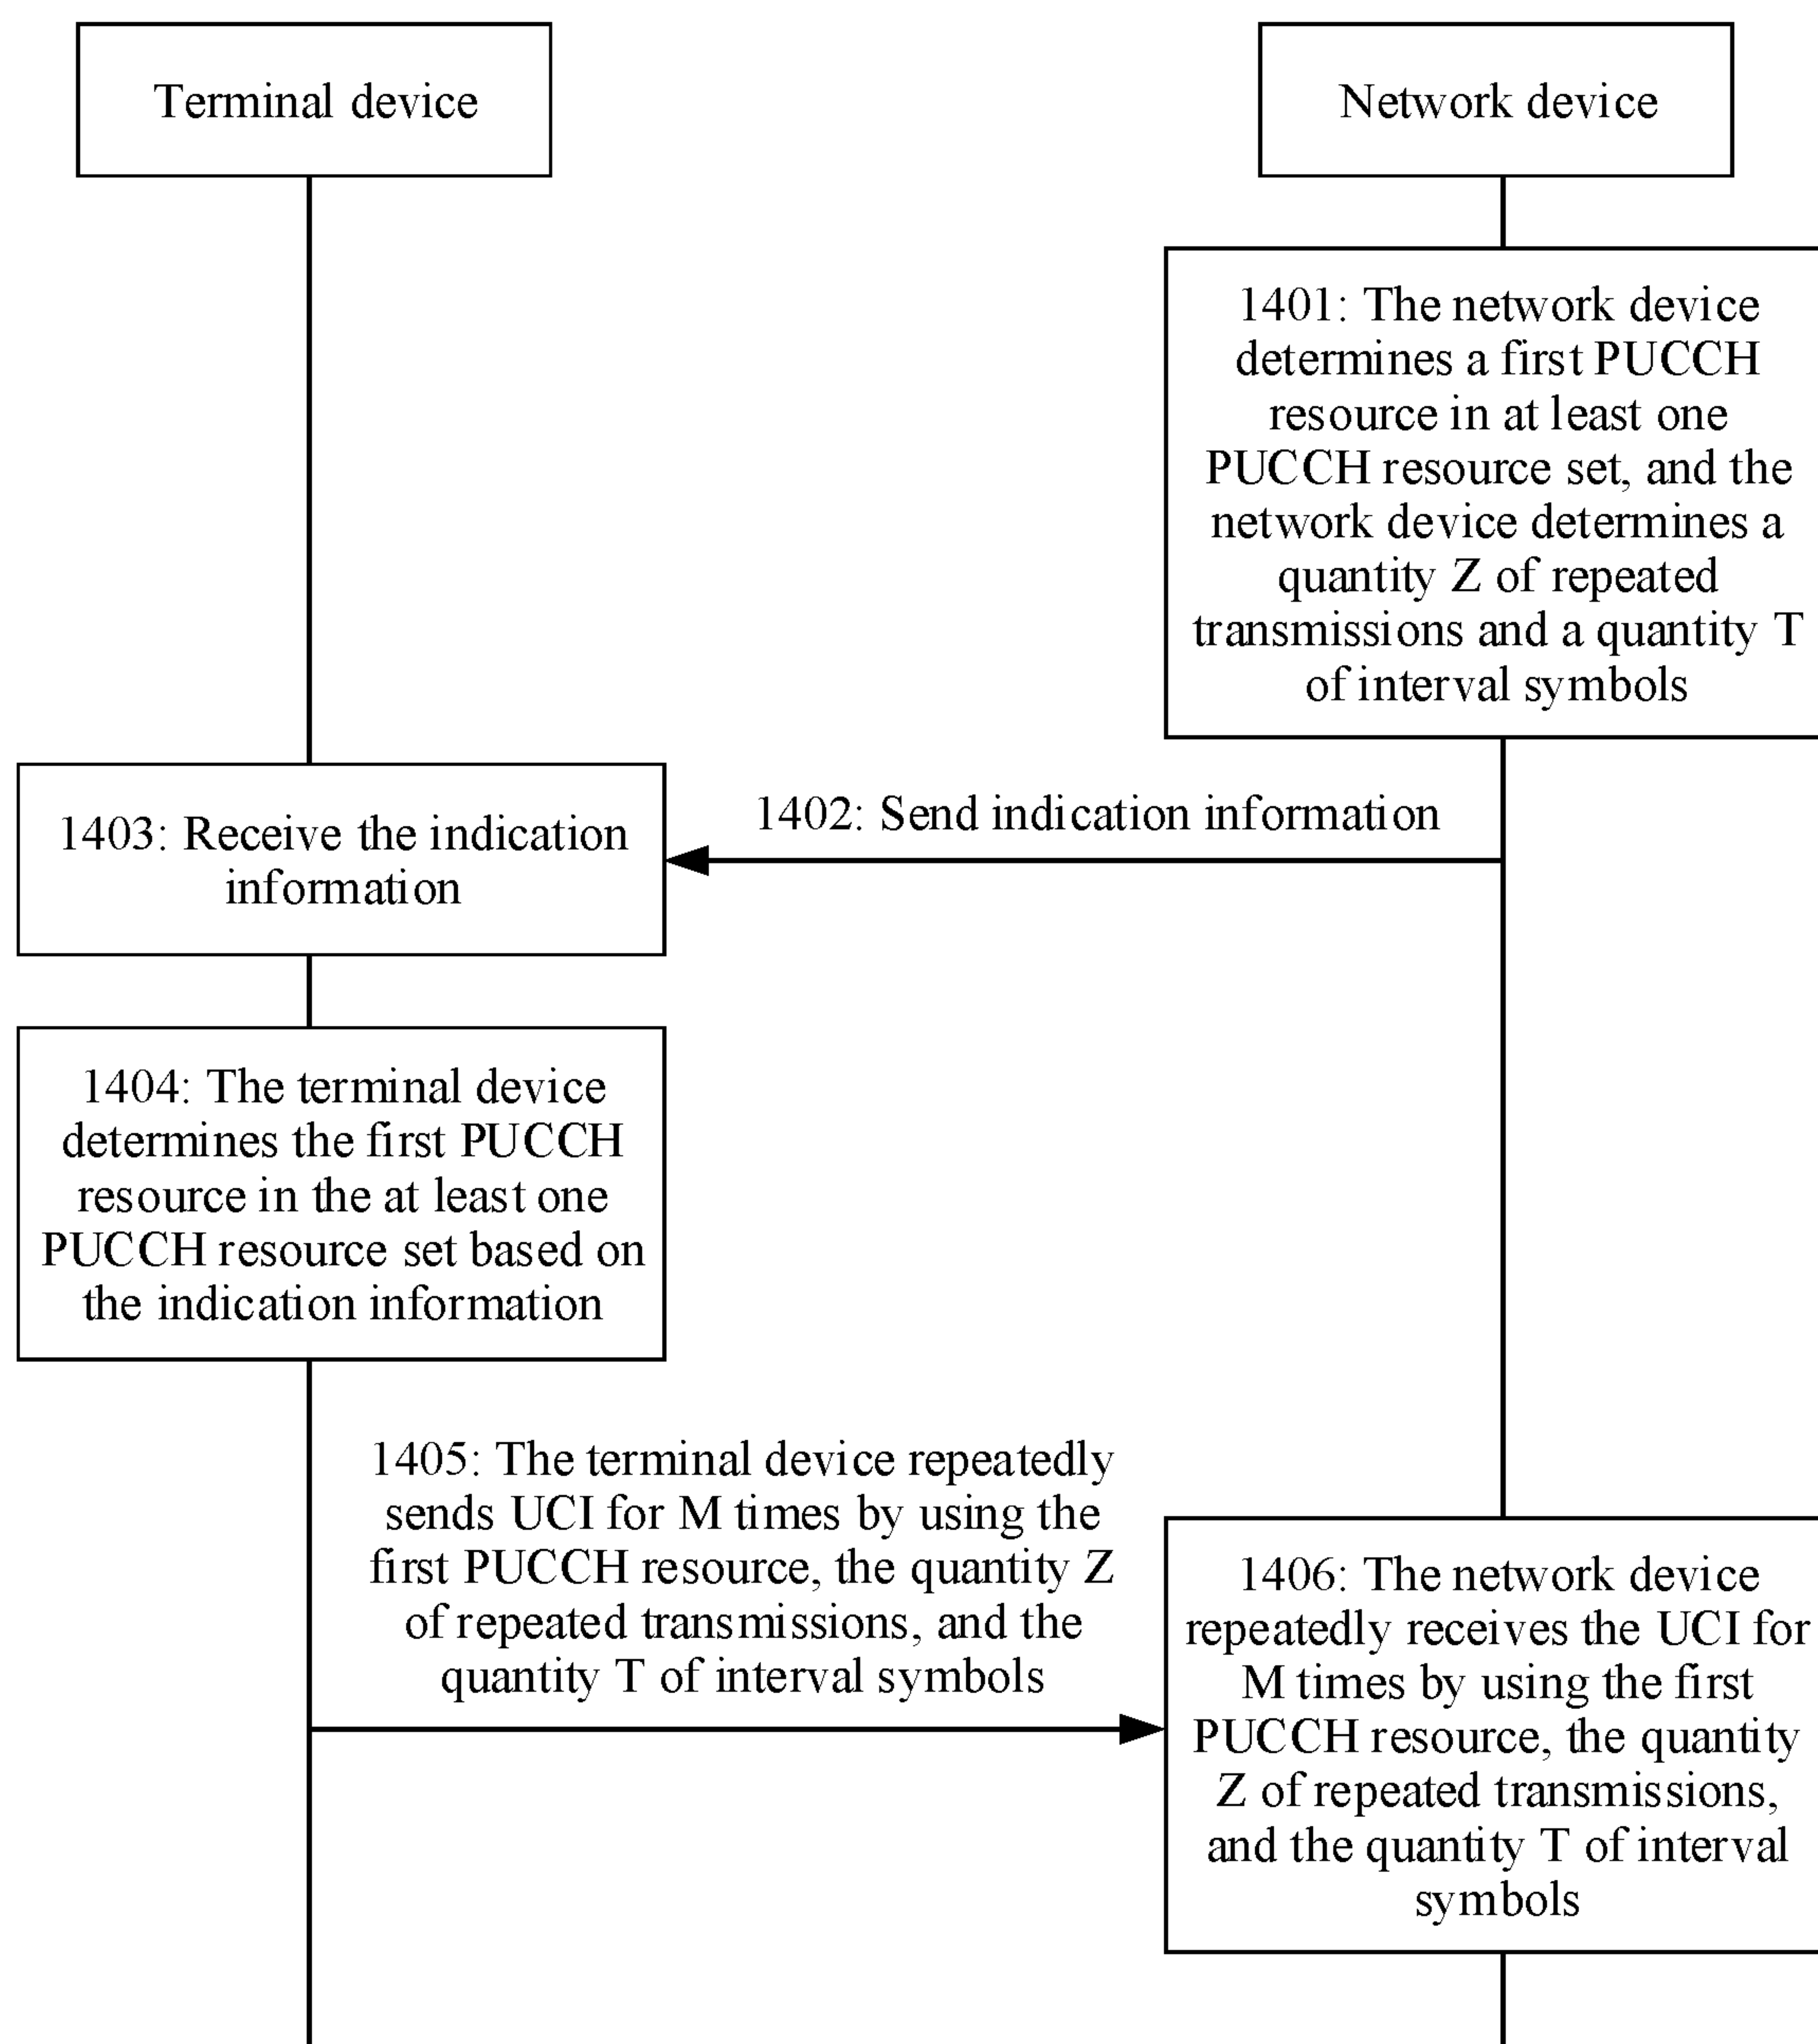 Terminal device
Network device
1401: The network device
determines a first PUCCH
resource in at least one
PUCCH resource set, and the
network device determines a
quantity Z of repeated
transmissions and a quantity T
of interval symbols
1402: Send indication information
1403: Receive the indication
information
1404: The terminal device
determines the first PUCCH
resource in the at least one
PUCCH resource set based on
the indication information
1405: The terminal device repeatedly
sends UCI for M times by using the
first PUCCH resource, the quantity Z
of repeated transmissions, and the
quantity T of interval symbols
1406: The network device
repeatedly receives the UCI for
M times by using the first
PUCCH resource, the quantity
Z of repeated transmissions,
and the quantity T of interval
symbols